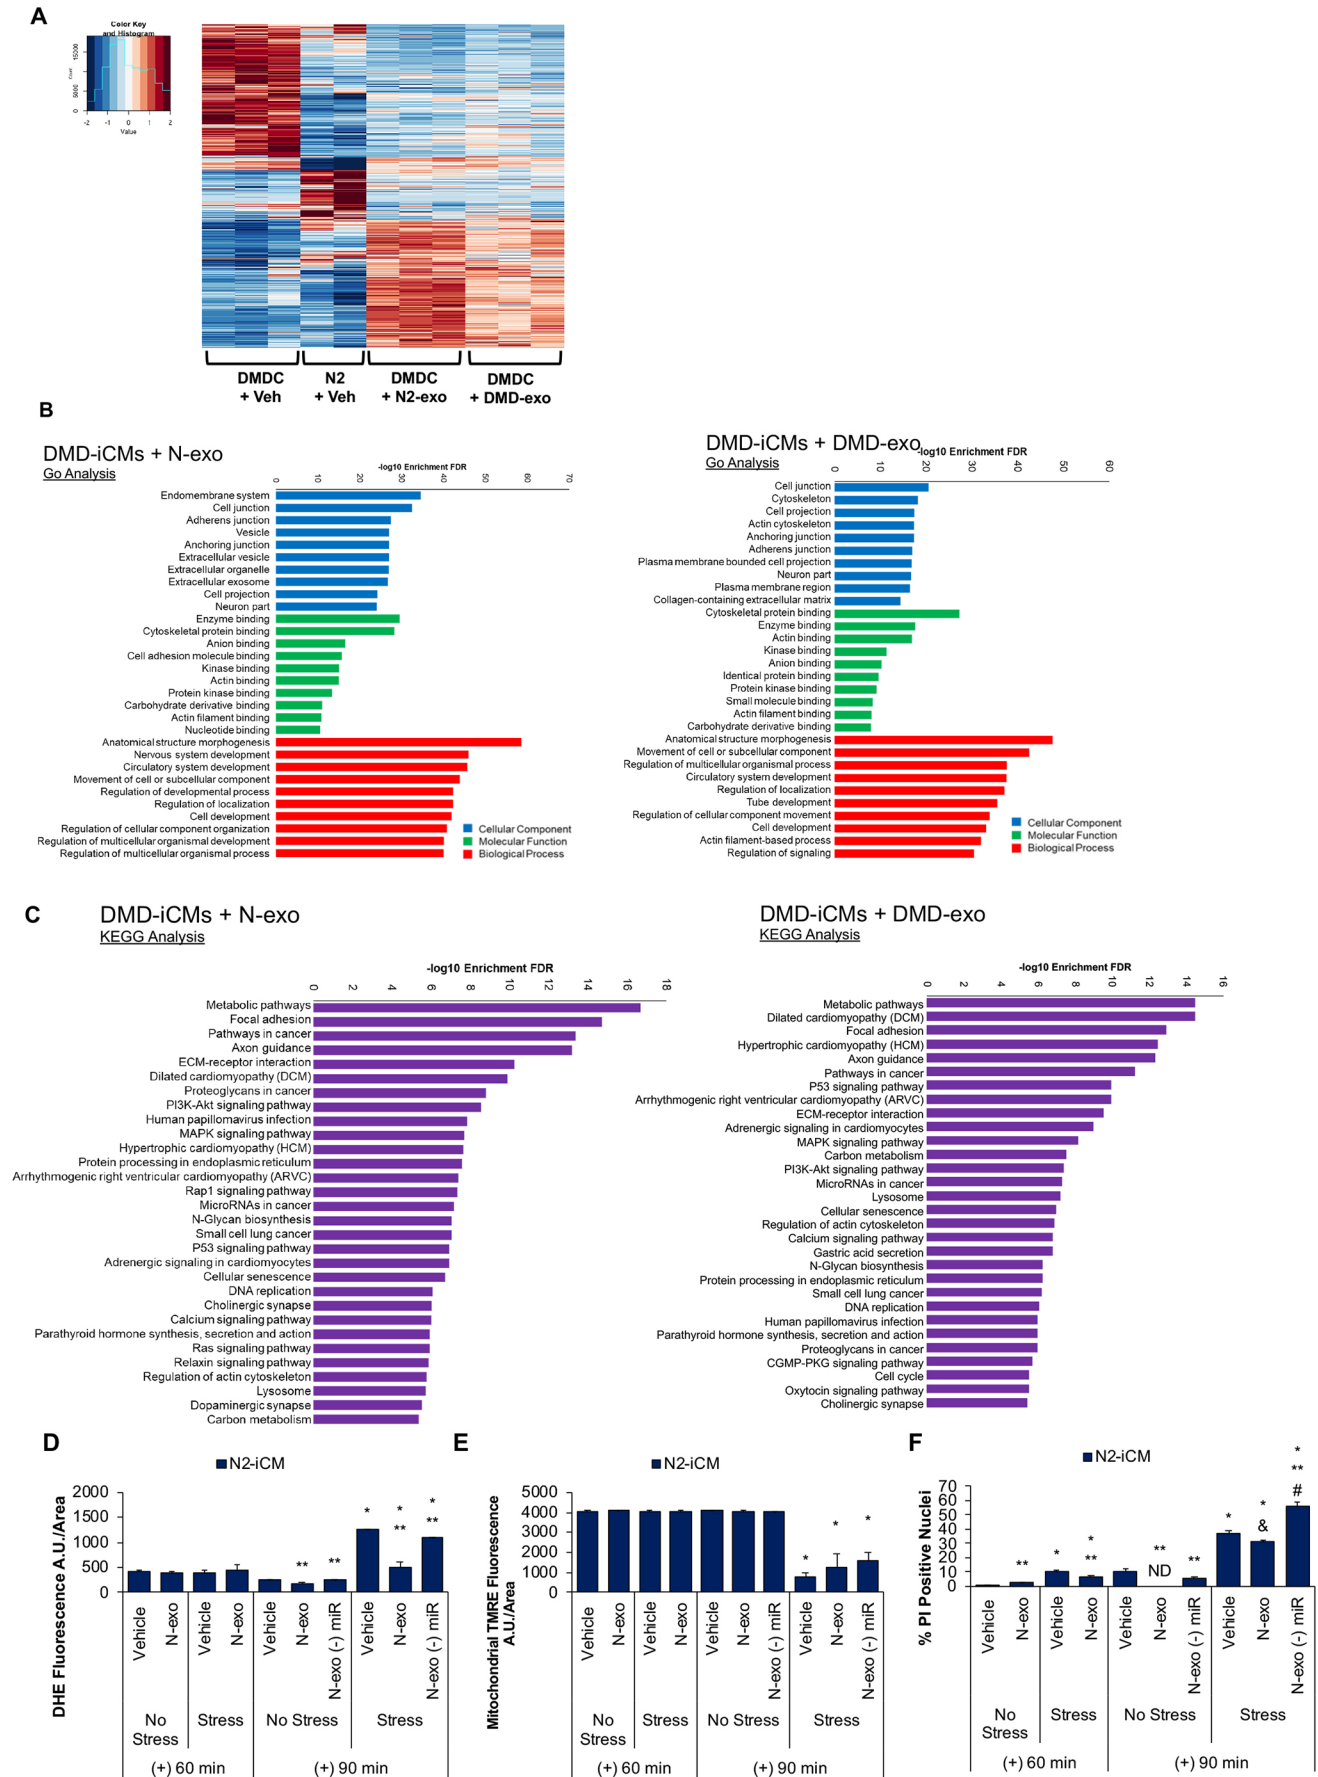 A
Color Key
and Histogram
Count
0 5000 15000
-2 -1 0 1 2
Value
DMDC
+ Veh
N2
+ Veh
DMDC
+ N2-exo
DMDC
+ DMD-exo
B
DMD-iCMs + N-exo
Go Analysis
-log10 Enrichment FDR
0 10 20 30 40 50 60 70
Endomembrane system
Cell junction
Adherens junction
Vesicle
Anchoring junction
Extracellular vesicle
Extracellular organelle
Extracellular exosome
Cell projection
Neuron part
Enzyme binding
Cytoskeletal protein binding
Anion binding
Cell adhesion molecule binding
Kinase binding
Actin binding
Protein kinase binding
Carbohydrate derivative binding
Actin filament binding
Nucleotide binding
Anatomical structure morphogenesis
Nervous system development
Circulatory system development
Movement of cell or subcellular component
Regulation of developmental process
Regulation of localization
Cell development
Regulation of cellular component organization
Regulation of multicellular organismal development
Regulation of multicellular organismal process
Cellular Component
Molecular Function
Biological Process
DMD-iCMs + DMD-exo
Go Analysis
-log10 Enrichment FDR
0 10 20 30 40 50 60
Cell junction
Cytoskeleton
Cell projection
Actin cytoskeleton
Anchoring junction
Adherens junction
Plasma membrane bounded cell projection
Neuron part
Plasma membrane region
Collagen-containing extracellular matrix
Cytoskeletal protein binding
Enzyme binding
Actin binding
Kinase binding
Anion binding
Identical protein binding
Protein kinase binding
Small molecule binding
Actin filament binding
Carbohydrate derivative binding
Anatomical structure morphogenesis
Movement of cell or subcellular component
Regulation of multicellular organismal process
Circulatory system development
Regulation of localization
Tube development
Regulation of cellular component movement
Cell development
Actin filament-based process
Regulation of signaling
Cellular Component
Molecular Function
Biological Process
C
DMD-iCMs + N-exo
KEGG Analysis
-log10 Enrichment FDR
0 2 4 6 8 10 12 14 16 18
Metabolic pathways
Focal adhesion
Pathways in cancer
Axon guidance
ECM-receptor interaction
Dilated cardiomyopathy (DCM)
Proteoglycans in cancer
PI3K-Akt signaling pathway
Human papillomavirus infection
MAPK signaling pathway
Hypertrophic cardiomyopathy (HCM)
Protein processing in endoplasmic reticulum
Arrhythmogenic right ventricular cardiomyopathy (ARVC)
Rap1 signaling pathway
MicroRNAs in cancer
N-Glycan biosynthesis
Small cell lung cancer
P53 signaling pathway
Adrenergic signaling in cardiomyocytes
Cellular senescence
DNA replication
Cholinergic synapse
Calcium signaling pathway
Parathyroid hormone synthesis, secretion and action
Ras signaling pathway
Relaxin signaling pathway
Regulation of actin cytoskeleton
Lysosome
Dopaminergic synapse
Carbon metabolism
DMD-iCMs + DMD-exo
KEGG Analysis
-log10 Enrichment FDR
0 2 4 6 8 10 12 14 16
Metabolic pathways
Dilated cardiomyopathy (DCM)
Focal adhesion
Hypertrophic cardiomyopathy (HCM)
Axon guidance
Pathways in cancer
P53 signaling pathway
Arrhythmogenic right ventricular cardiomyopathy (ARVC)
ECM-receptor interaction
Adrenergic signaling in cardiomyocytes
MAPK signaling pathway
Carbon metabolism
PI3K-Akt signaling pathway
MicroRNAs in cancer
Lysosome
Cellular senescence
Regulation of actin cytoskeleton
Calcium signaling pathway
Gastric acid secretion
N-Glycan biosynthesis
Protein processing in endoplasmic reticulum
Small cell lung cancer
DNA replication
Human papillomavirus infection
Parathyroid hormone synthesis, secretion and action
Proteoglycans in cancer
CGMP-PKG signaling pathway
Cell cycle
Oxytocin signaling pathway
Cholinergic synapse
D
N2-iCM
DHE Fluorescence A.U./Area
2000
1500
1000
500
0
** ** * * ** * **
Vehicle N-exo Vehicle N-exo Vehicle N-exo N-exo (-) miR Vehicle N-exo N-exo (-) miR
No Stress Stress No Stress Stress
(+) 60 min (+) 90 min
E
N2-iCM
Mitochondrial TMRE Fluorescence
A.U./Area
5000
4000
3000
2000
1000
0
* * *
Vehicle N-exo Vehicle N-exo Vehicle N-exo N-exo (-) miR Vehicle N-exo N-exo (-) miR
No Stress Stress No Stress Stress
(+) 60 min (+) 90 min
F
N2-iCM
% PI Positive Nuclei
70
60
50
40
30
20
10
0
** * * ** ** ND ** * * & * ** #
Vehicle N-exo Vehicle N-exo Vehicle N-exo N-exo (-) miR Vehicle N-exo N-exo (-) miR
No Stress Stress No Stress Stress
(+) 60 min (+) 90 min